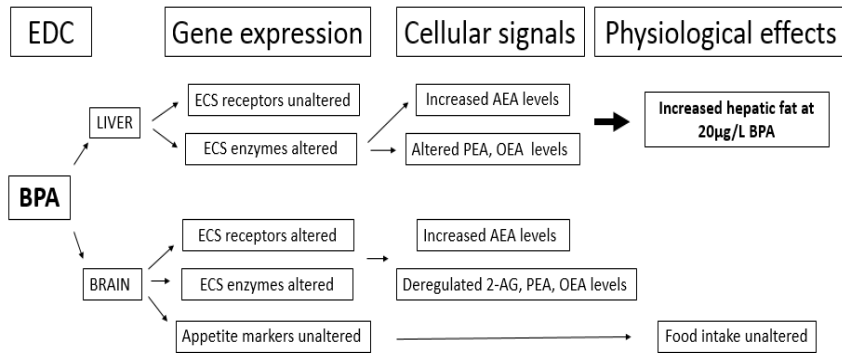 EDC Gene expression Cellular signals Physiological effects
ECS receptors unaltered Increased AEA levels Increased hepatic fat at
20µg/L BPA
LIVER
ECS enzymes altered Altered PEA, OEA levels
BPA
ECS receptors altered Increased AEA levels
BRAIN ECS enzymes altered Deregulated 2-AG, PEA, OEA levels
Appetite markers unaltered Food intake unaltered